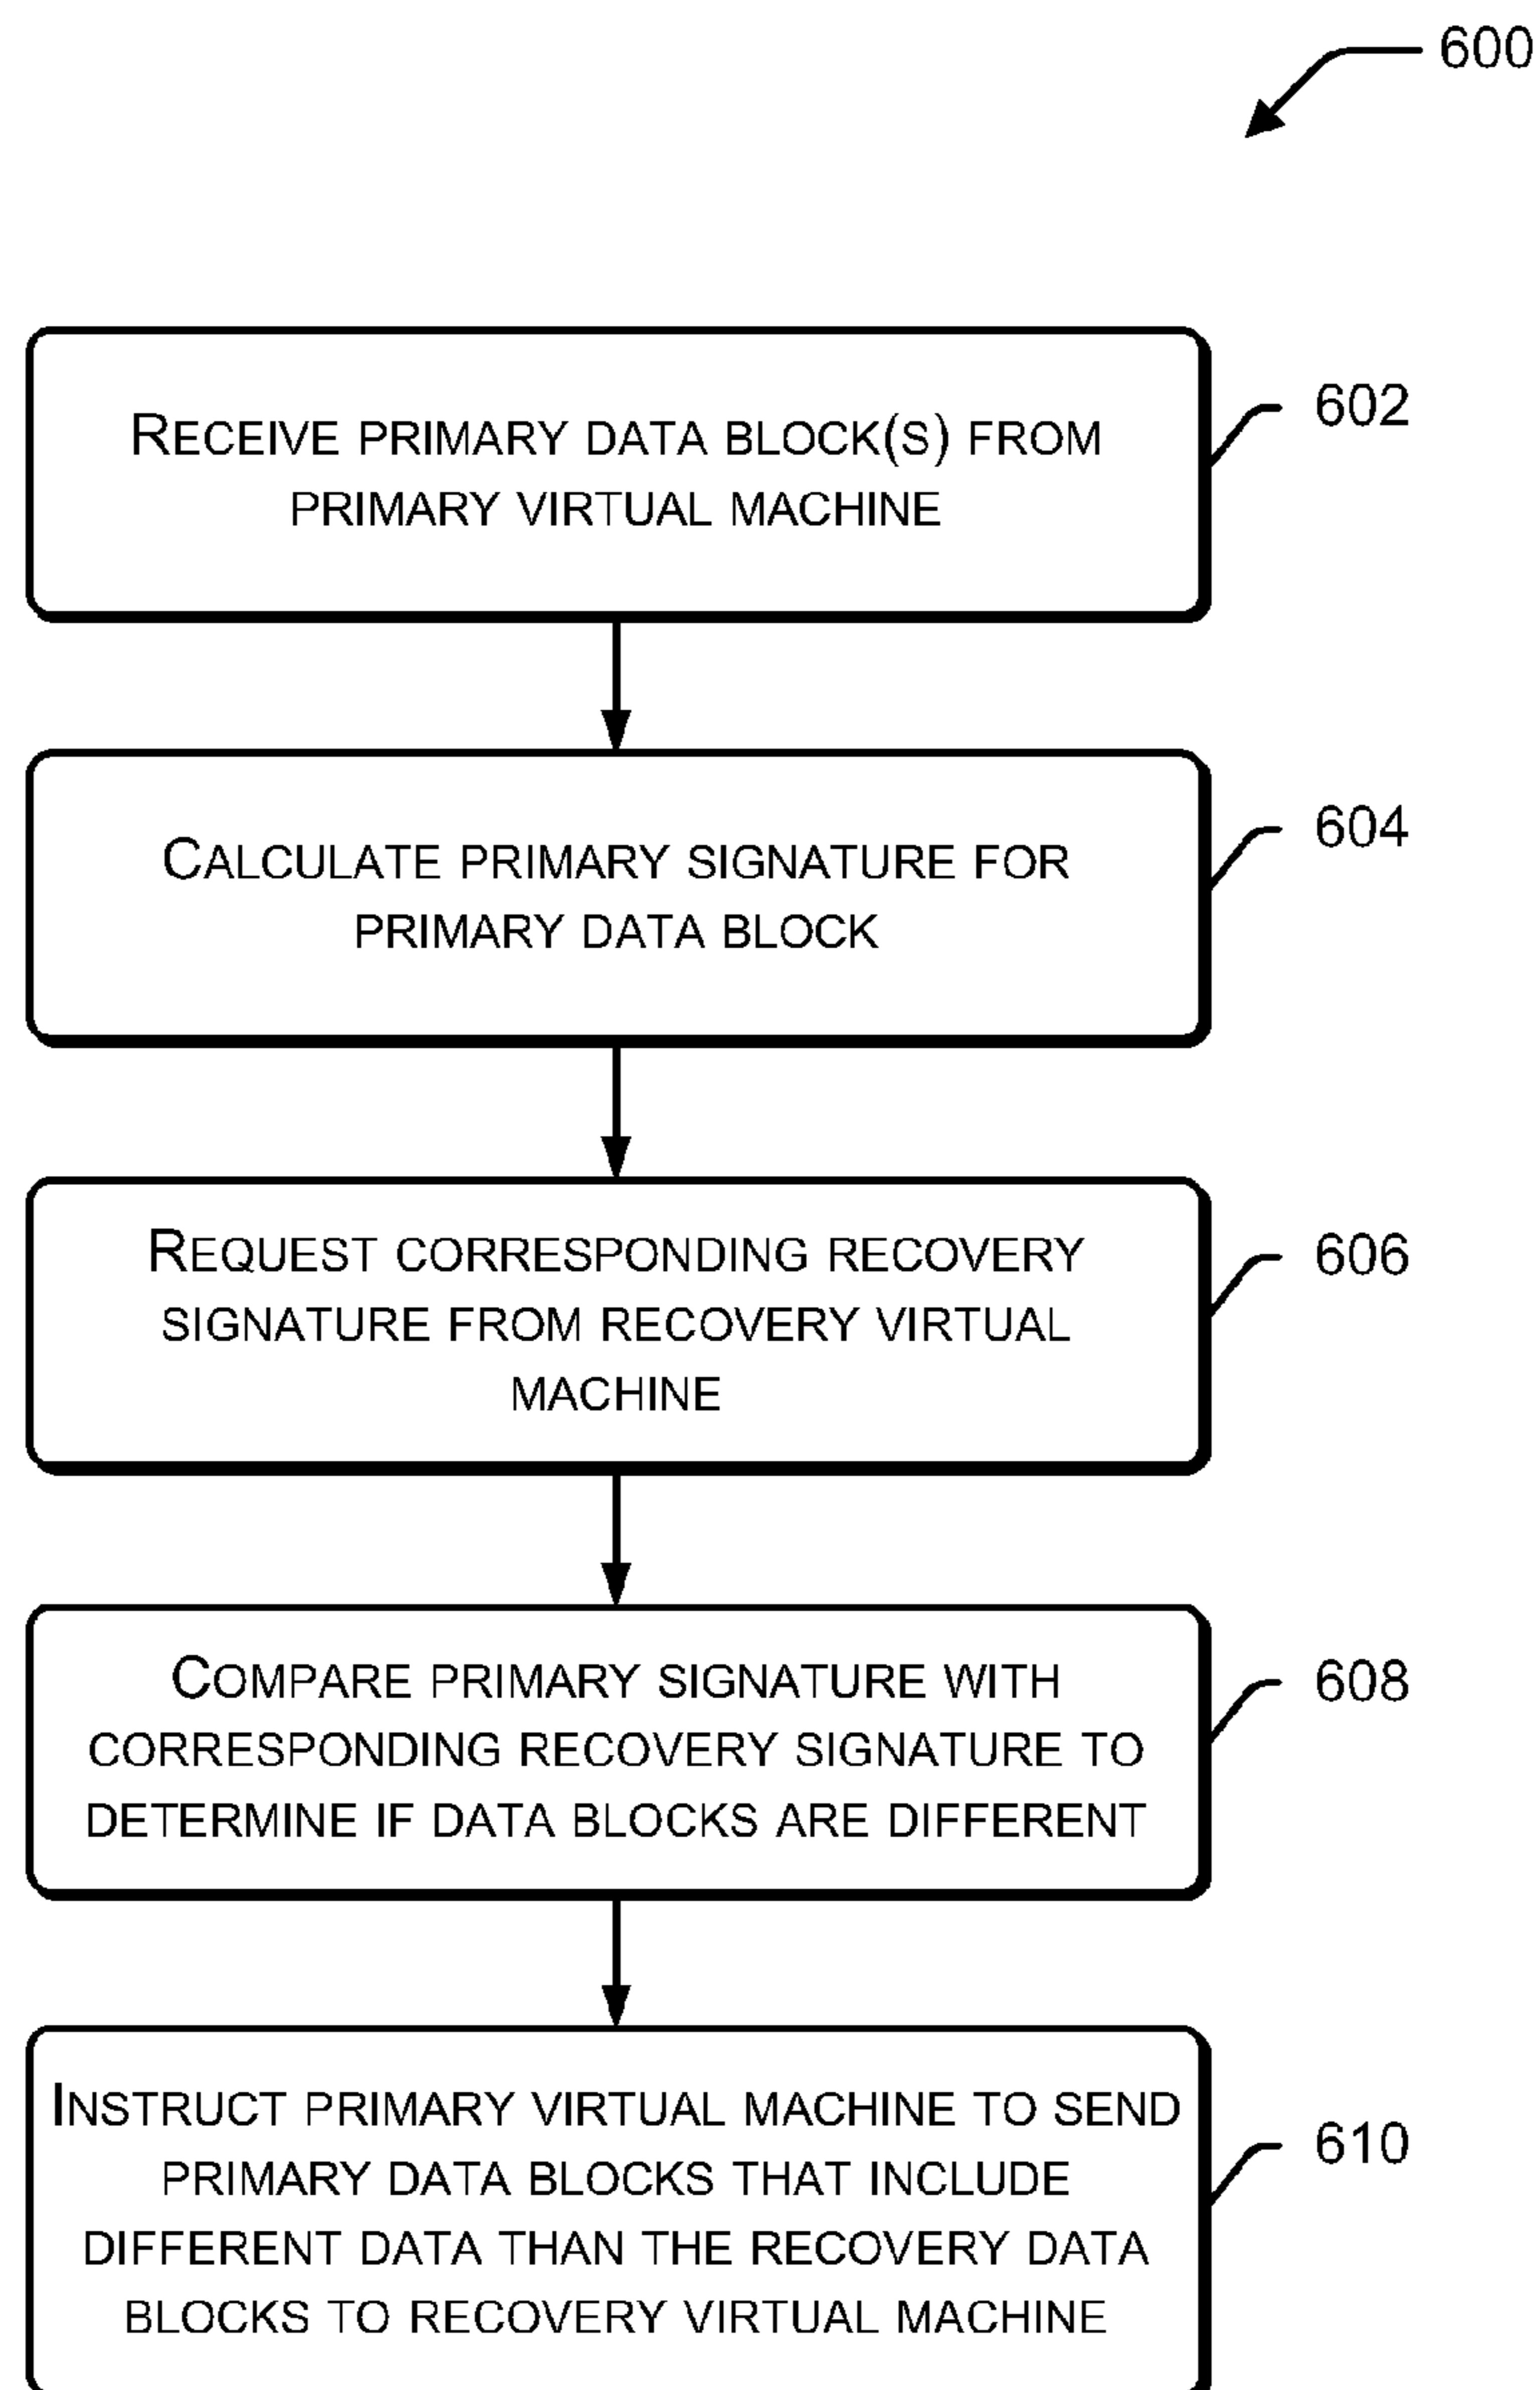 600
RECEIVE PRIMARY DATA BLOCK(S) FROM
PRIMARY VIRTUAL MACHINE
602
CALCULATE PRIMARY SIGNATURE FOR
PRIMARY DATA BLOCK
604
REQUEST CORRESPONDING RECOVERY
SIGNATURE FROM RECOVERY VIRTUAL
MACHINE
606
COMPARE PRIMARY SIGNATURE WITH
CORRESPONDING RECOVERY SIGNATURE TO
DETERMINE IF DATA BLOCKS ARE DIFFERENT
608
INSTRUCT PRIMARY VIRTUAL MACHINE TO SEND
PRIMARY DATA BLOCKS THAT INCLUDE
DIFFERENT DATA THAN THE RECOVERY DATA
BLOCKS TO RECOVERY VIRTUAL MACHINE
610